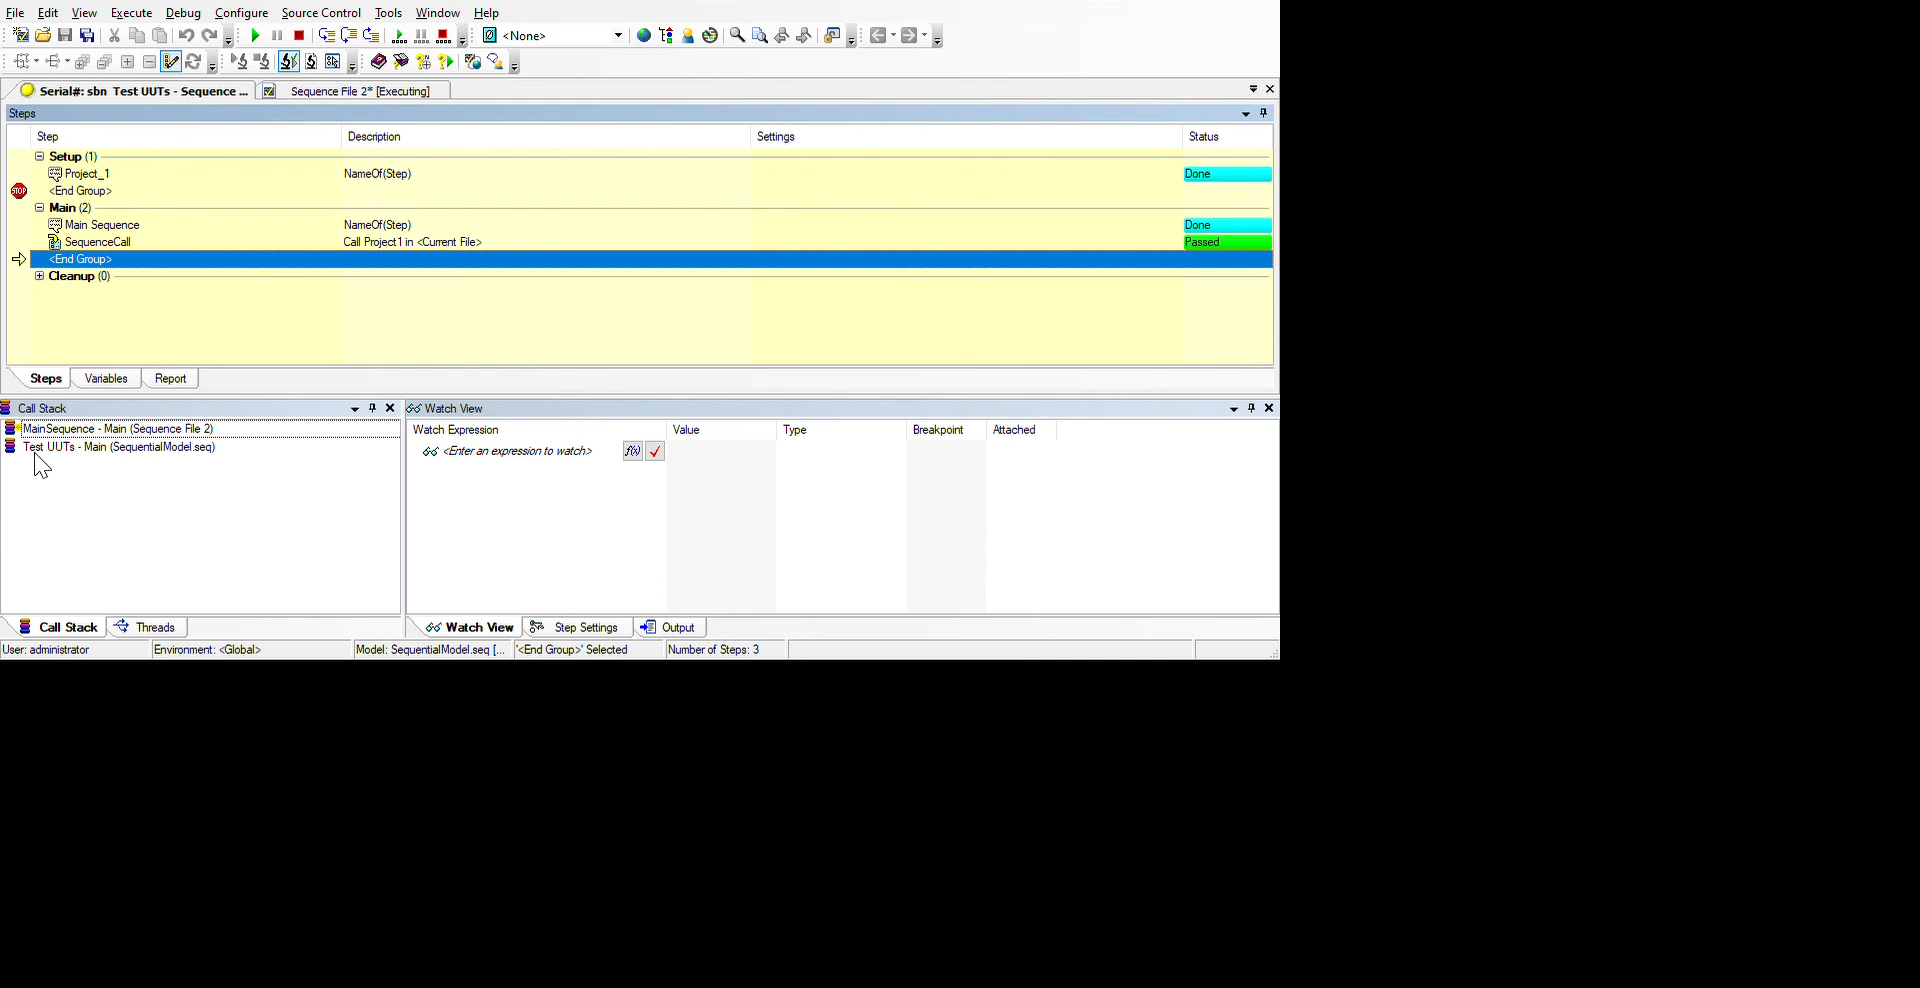 File Edit View Execute Debug Configure Source Control Tools Window Help
<None>
Serial#: sbn Test UUTs - Sequence ... Sequence File 2* [Executing]
Steps
Step Description Settings Status
Setup (1)
Project_1 NameOf(Step) Done
STOP <End Group>
Main (2)
Main Sequence NameOf(Step) Done
SequenceCall Call Project1 in <Current File> Passed
<End Group>
Cleanup (0)
Steps Variables Report
Call Stack Watch View
MainSequence - Main (Sequence File 2) Watch Expression Value Type Breakpoint Attached
Test UUTs - Main (SequentialModel.seq) <Enter an expression to watch> f(x)
Call Stack Threads Watch View Step Settings Output
User: administrator Environment: <Global> Model: SequentialModel.seq [... '<End Group>' Selected Number of Steps: 3